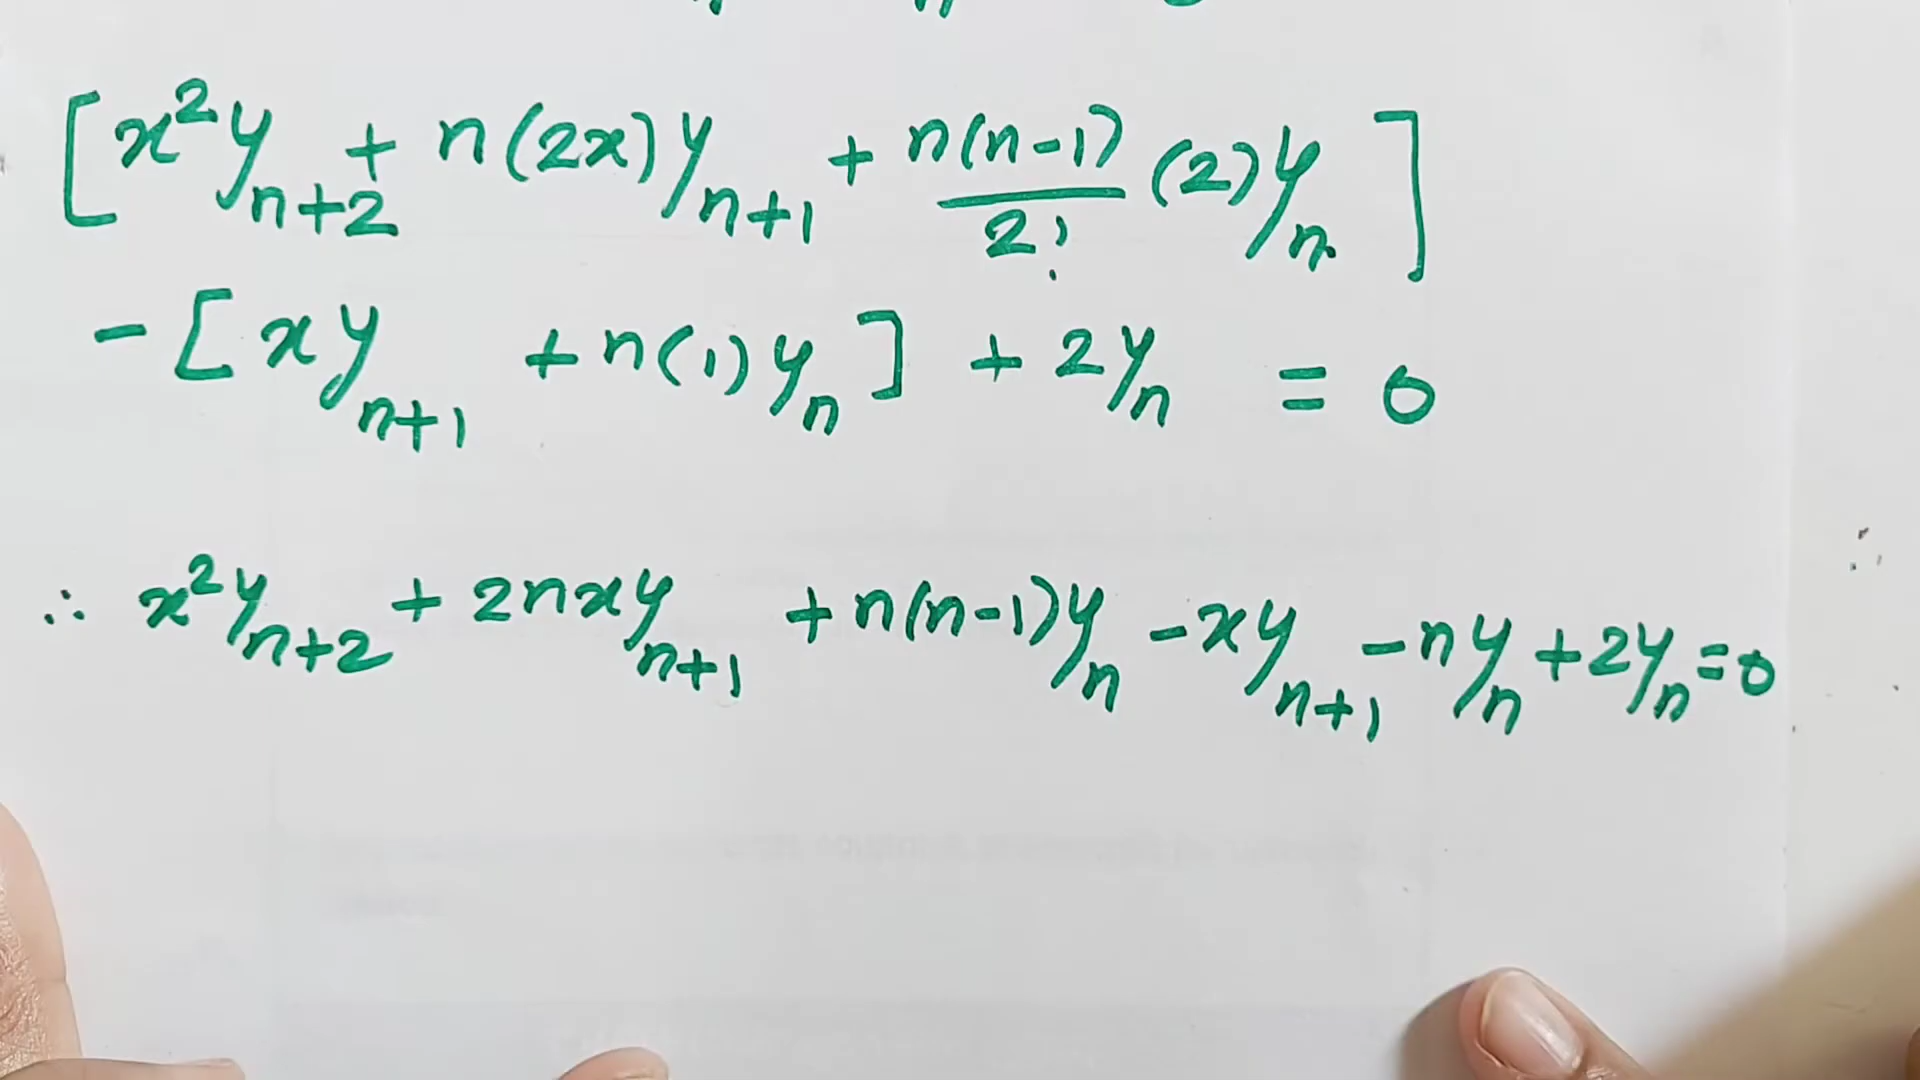 [x²y_{n+2} + n(2x)y_{n+1} + \frac{n(n-1)}{2!}(2)y_n]
-[xy_{n+1} + n(1)y_n] + 2y_n = 0
∴ x²y_{n+2} + 2nxy_{n+1} + n(n-1)y_n - xy_{n+1} - ny_n + 2y_n = 0